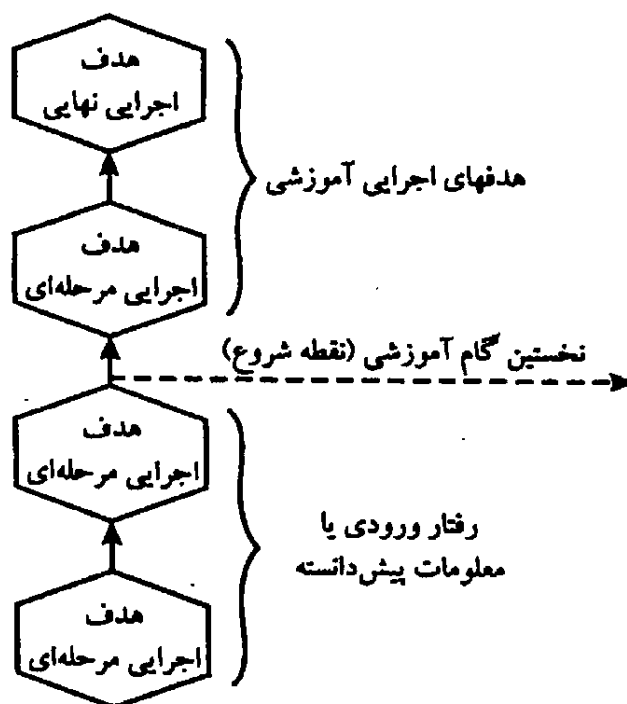 هدف
اجرایی نهایی
هدفهای اجرایی آموزشی
هدف
اجرایی مرحله‌ای
نخستین گام آموزشی (نقطه شروع)
هدف
اجرایی مرحله‌ای
رفتار ورودی یا
معلومات پیش‌دانسته
هدف
اجرایی مرحله‌ای